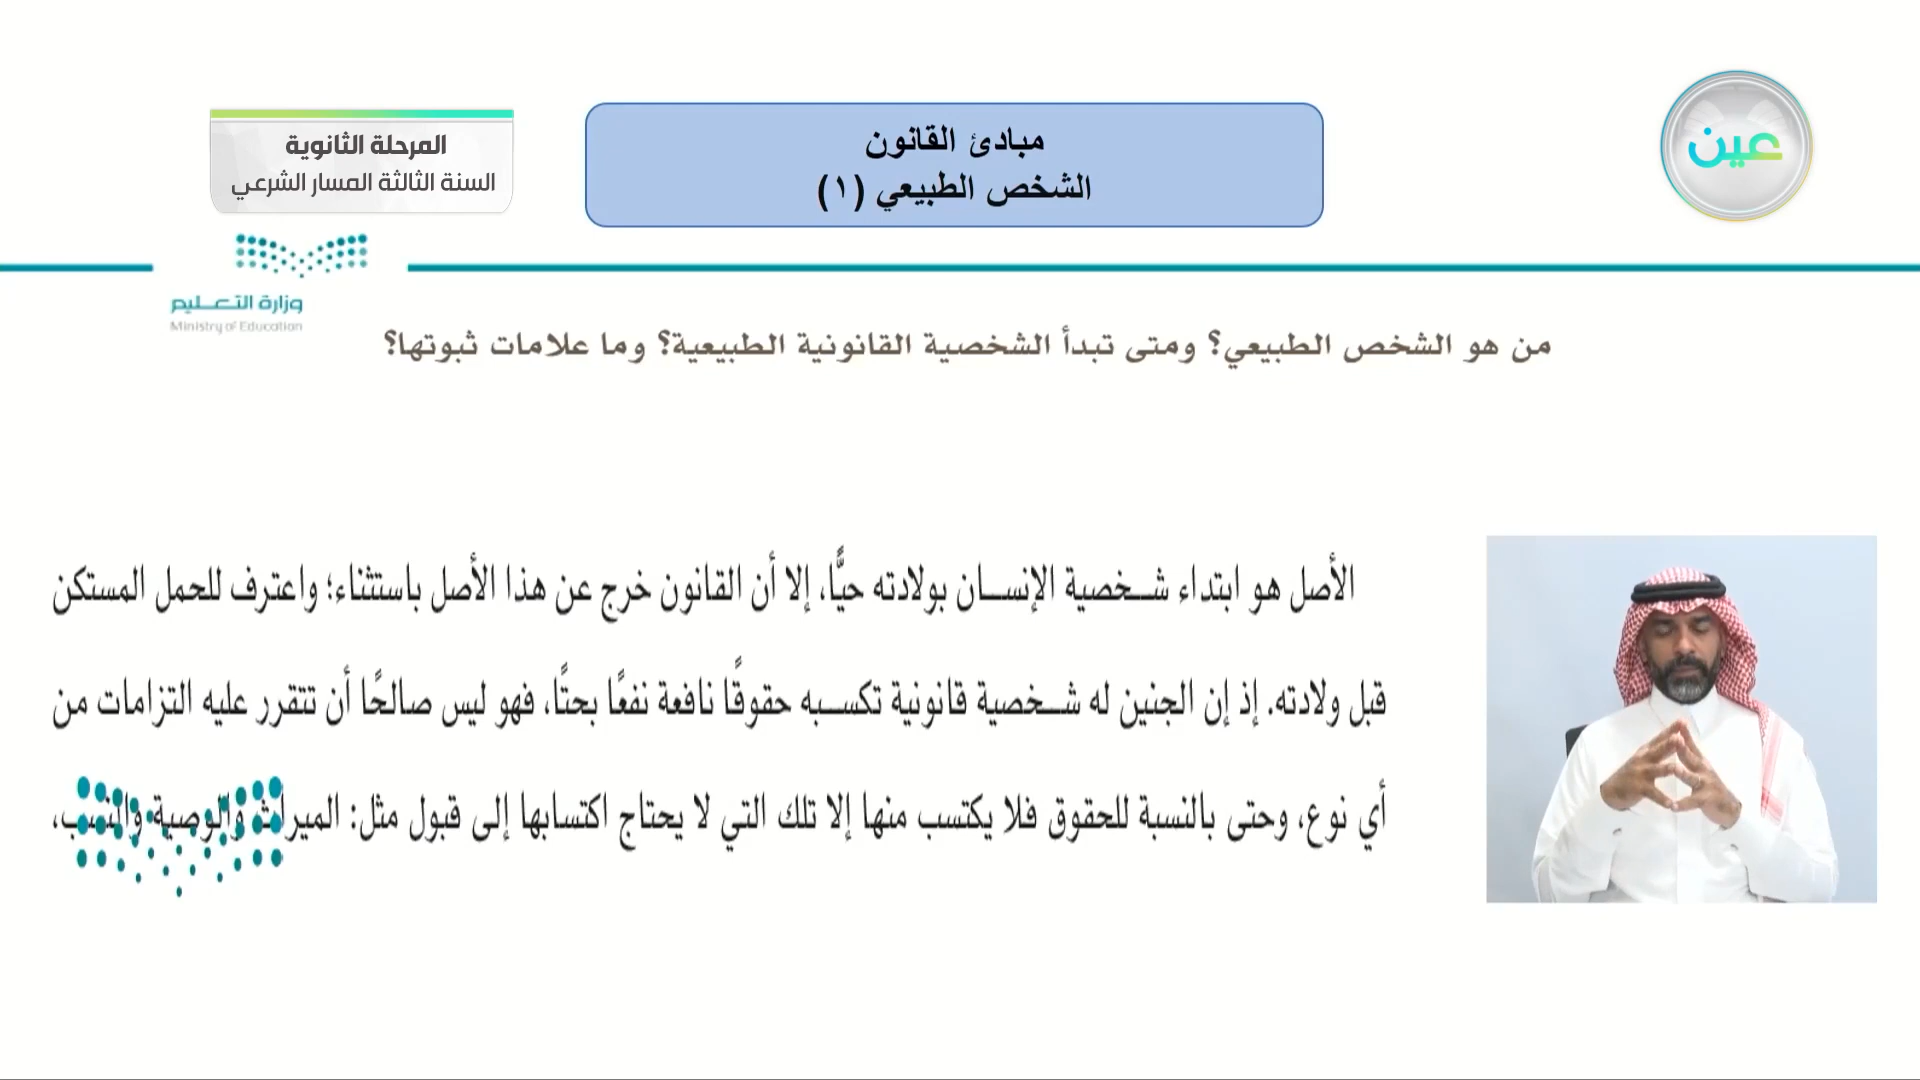 عين
مبادئ القانون
الشخص الطبيعي (١)
المرحلة الثانوية
السنة الثالثة المسار الشرعي
وزارة التعليم
Ministry of Education
من هو الشخص الطبيعي؟ ومتى تبدأ الشخصية القانونية الطبيعية؟ وما علامات ثبوتها؟
الأصل هو ابتداء شخصية الإنسان بولادته حيًّا، إلا أن القانون خرج عن هذا الأصل باستثناء؛ واعترف للحمل المستكن
قبل ولادته. إذ إن الجنين له شخصية قانونية تكسبه حقوقًا نافعة نفعًا بحتًا، فهو ليس صالحًا أن تتقرر عليه التزامات من
أي نوع، وحتى بالنسبة للحقوق فلا يكتسب منها إلا تلك التي لا يحتاج اكتسابها إلى قبول مثل: الميراث والوصية والنسب،